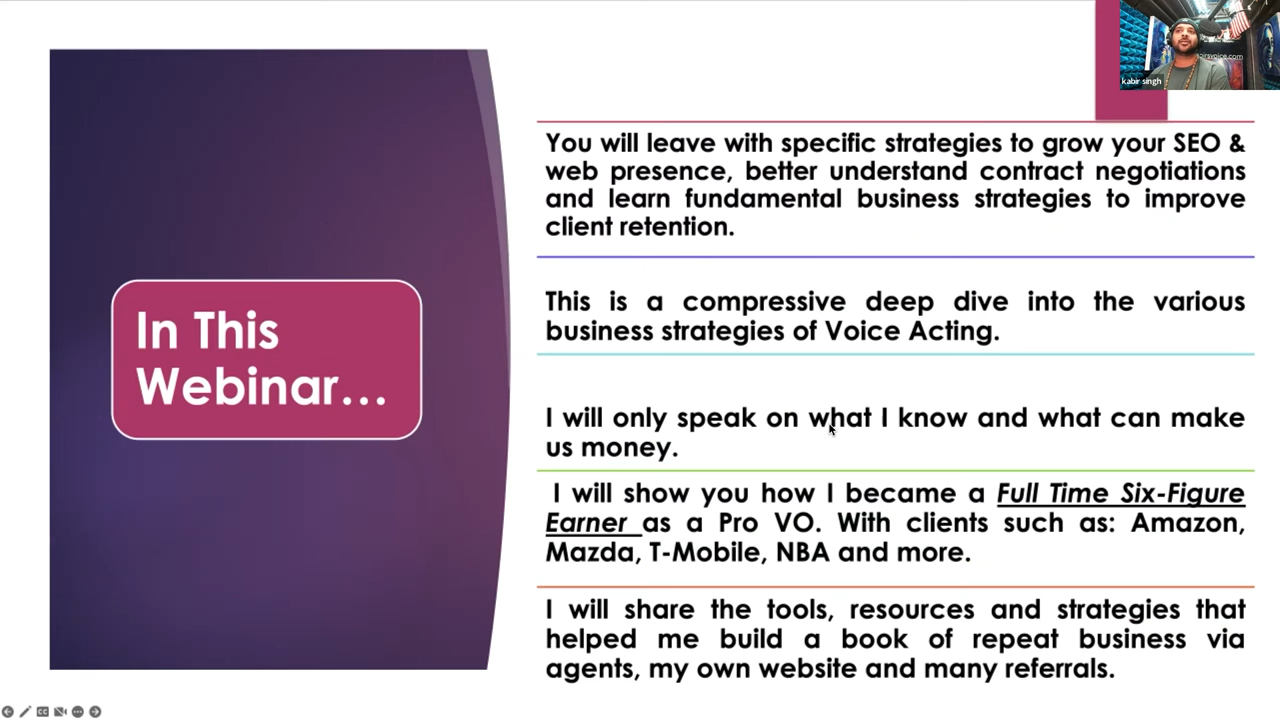 irsvoice.com
kabir singh
You will leave with specific strategies to grow your SEO &
web presence, better understand contract negotiations
and learn fundamental business strategies to improve
client retention.
In This
Webinar...
This is a compressive deep dive into the various
business strategies of Voice Acting.
I will only speak on what I know and what can make
us money.
I will show you how I became a Full Time Six-Figure
Earner as a Pro VO. With clients such as: Amazon,
Mazda, T-Mobile, NBA and more.
I will share the tools, resources and strategies that
helped me build a book of repeat business via
agents, my own website and many referrals.
CC